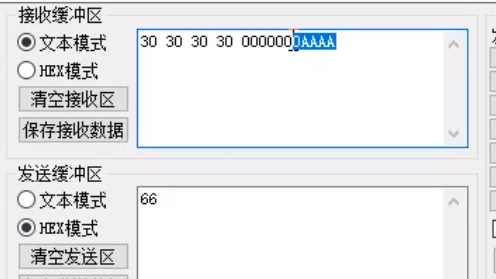 接收缓冲区
文本模式
HEX模式
清空接收区
保存接收数据
30 30 30 30 0000000AAAA
发送缓冲区
文本模式
HEX模式
清空发送区
66